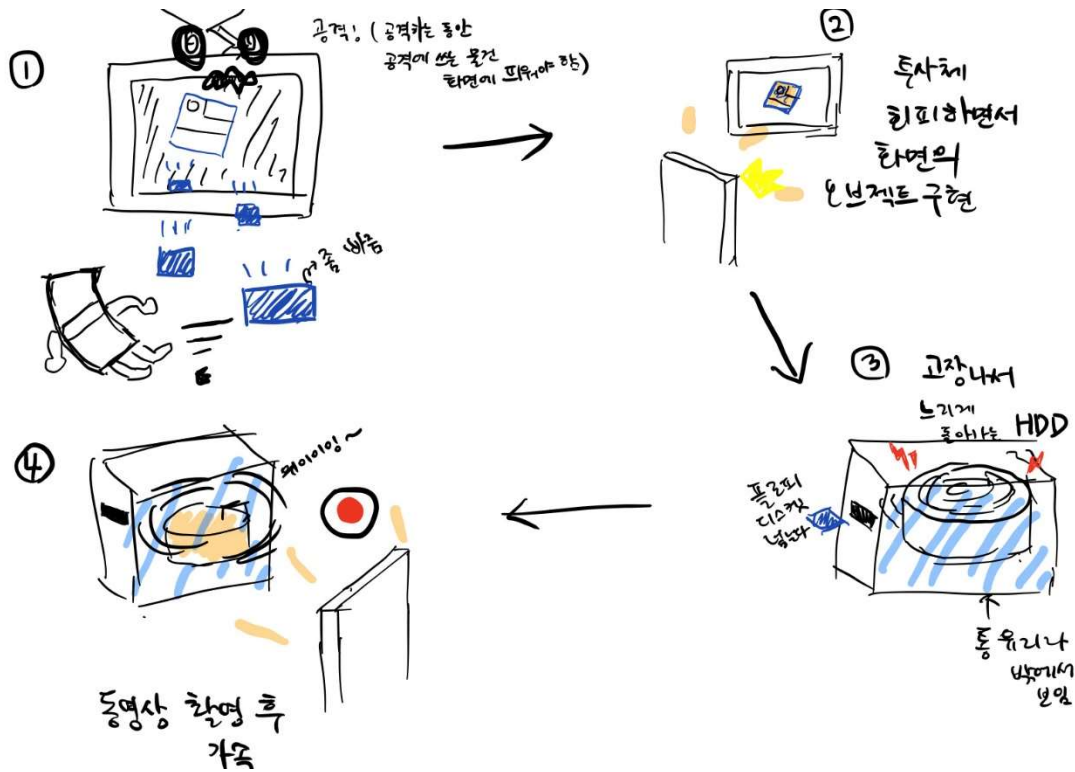 ①
공격! (공격하는 동안
공격에 쓰는 물건
화면에 띄워야 함)
좀 빠름
②
투사체
회피하면서
화면의
오브젝트 구현
③
고장나서
느리게
돌아가는 HDD
플로피
디스켓
넣는다
통유리라
밖에서
보임
④
왜이이잉~
동영상 촬영 후
가속